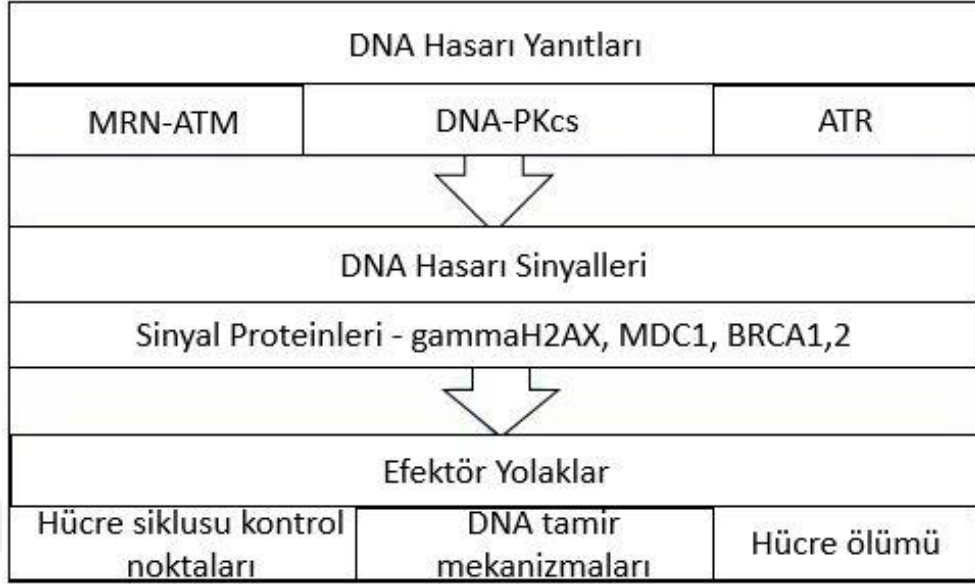 DNA Hasarı Yanıtları
MRN-ATM
DNA-PKcs
ATR
DNA Hasarı Sinyalleri
Sinyal Proteinleri - gammaH2AX, MDC1, BRCA1,2
Efektör Yolaklar
Hücre siklusu kontrol
noktaları
DNA tamir
mekanizmaları
Hücre ölümü